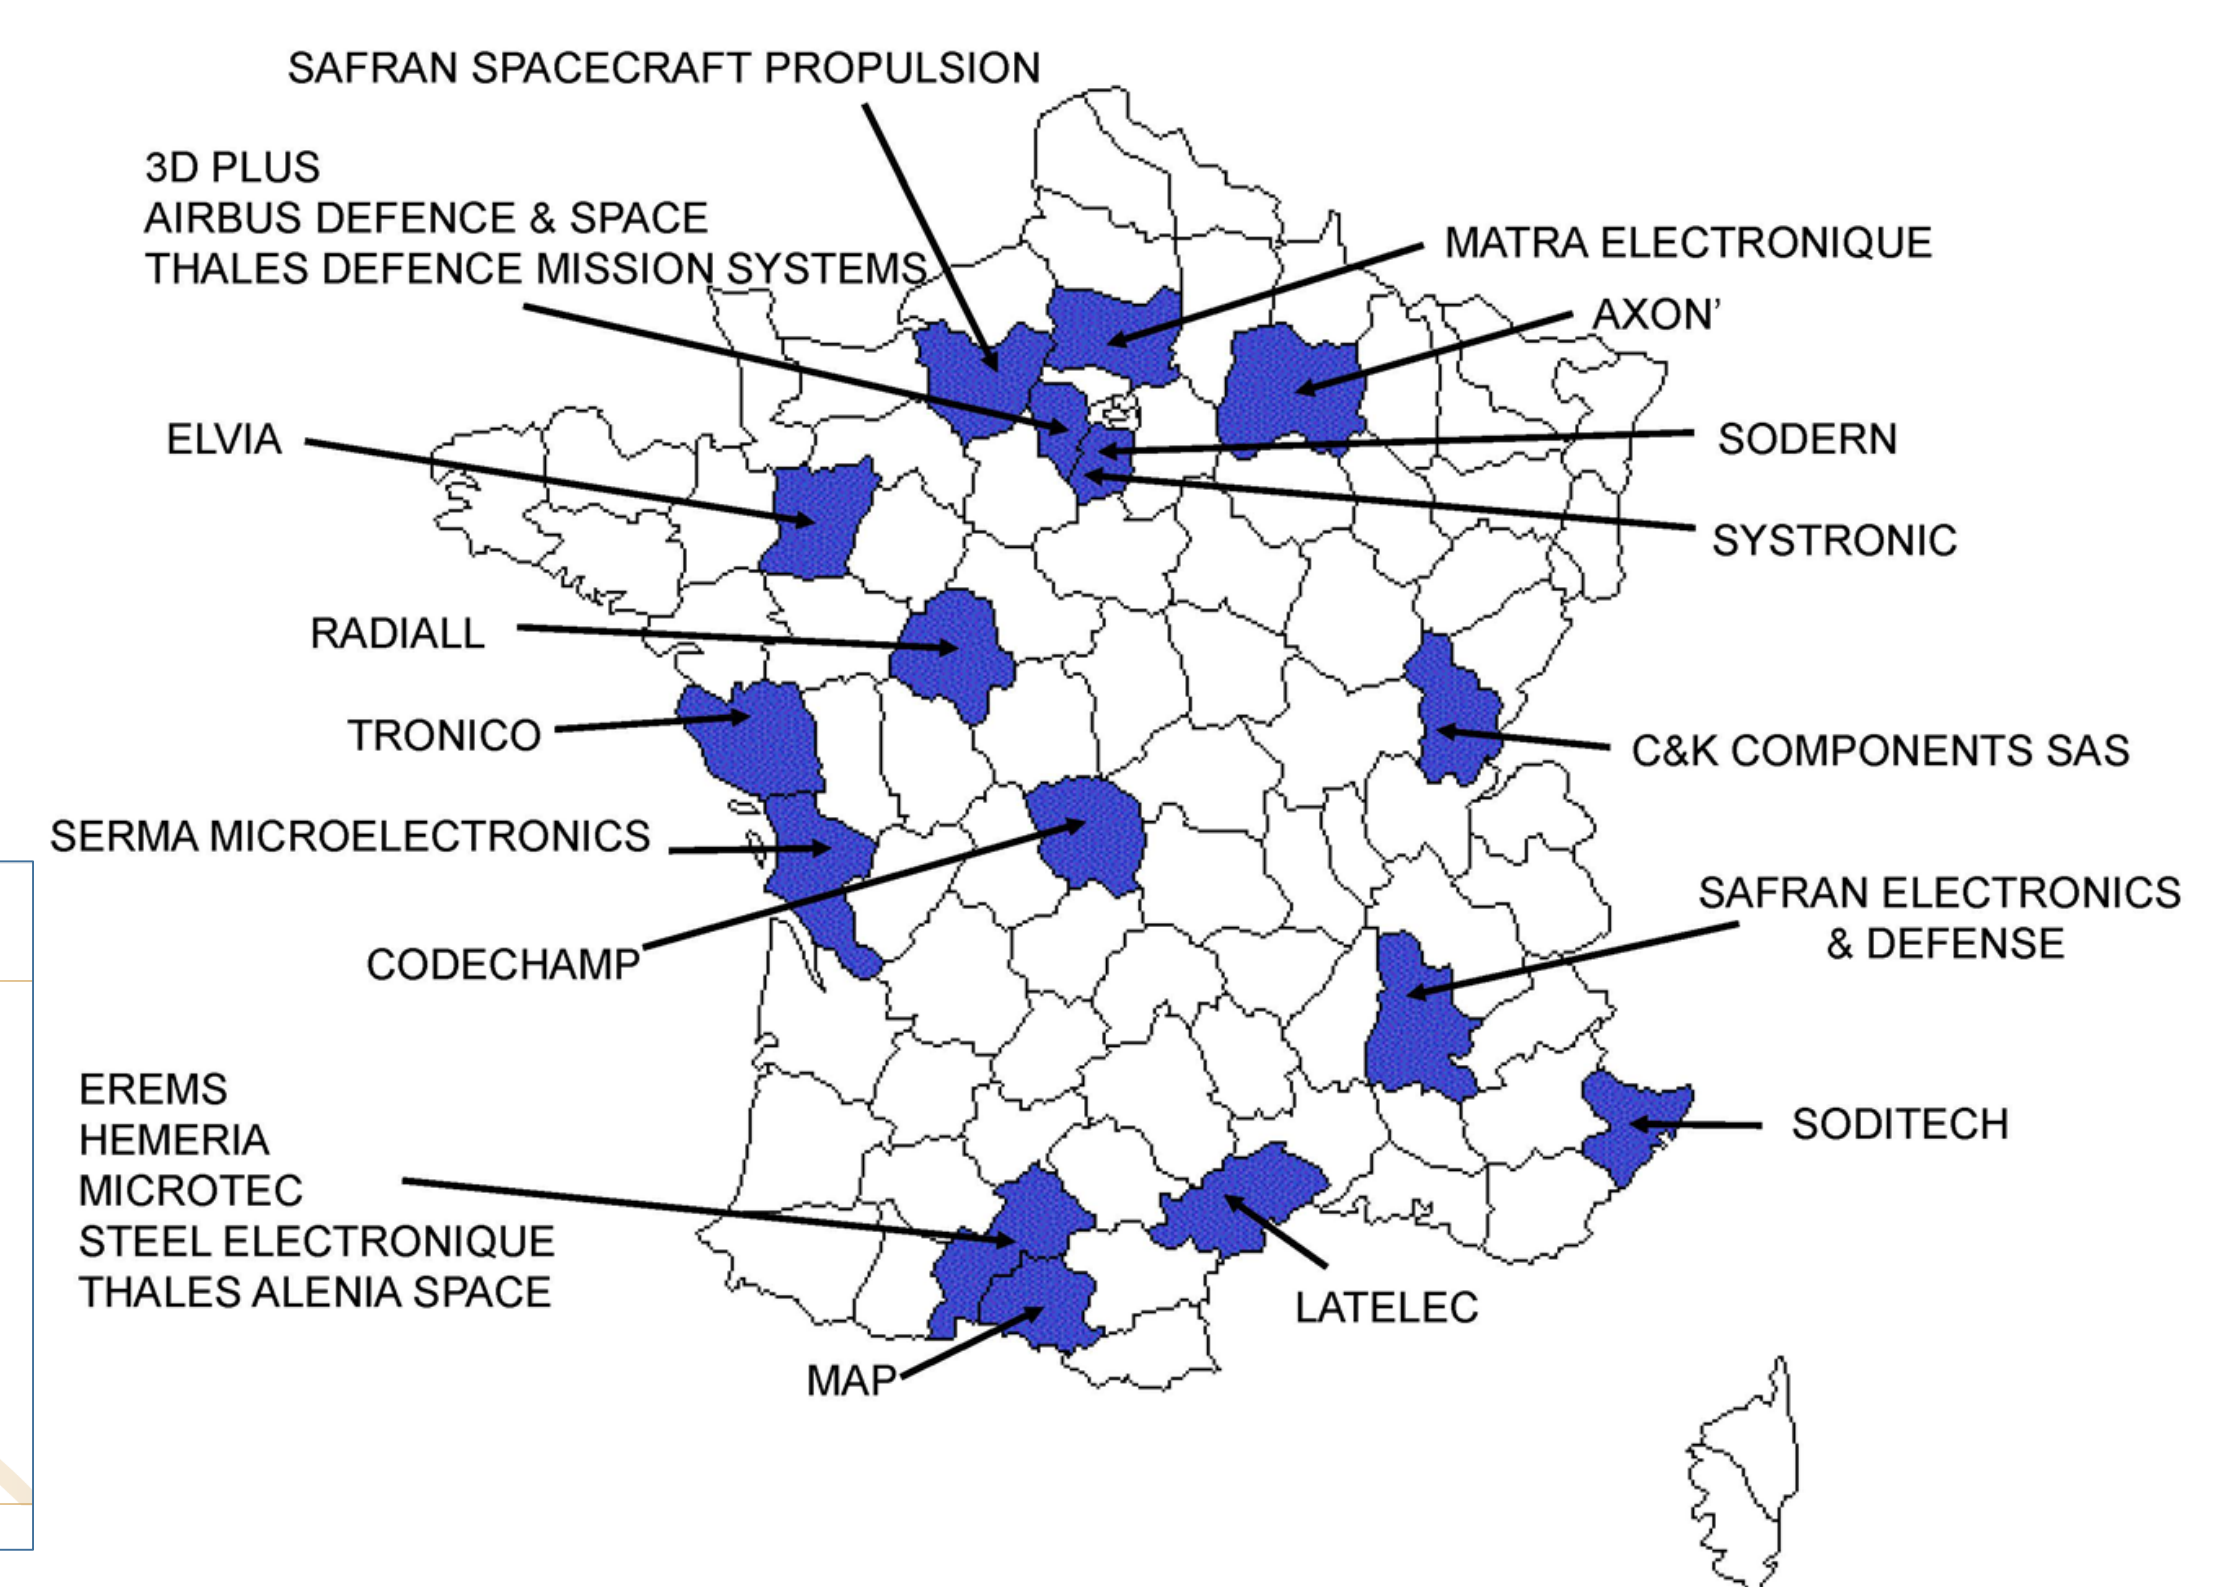 SAFRAN SPACECRAFT PROPULSION
3D PLUS
AIRBUS DEFENCE & SPACE
THALES DEFENCE MISSION SYSTEMS
MATRA ELECTRONIQUE
AXON’
ELVIA
SODERN
SYSTRONIC
RADIALL
TRONICO
C&K COMPONENTS SAS
SERMA MICROELECTRONICS
CODECHAMP
SAFRAN ELECTRONICS
& DEFENSE
EREMS
HEMERIA
MICROTEC
STEEL ELECTRONIQUE
THALES ALENIA SPACE
SODITECH
LATELEC
MAP